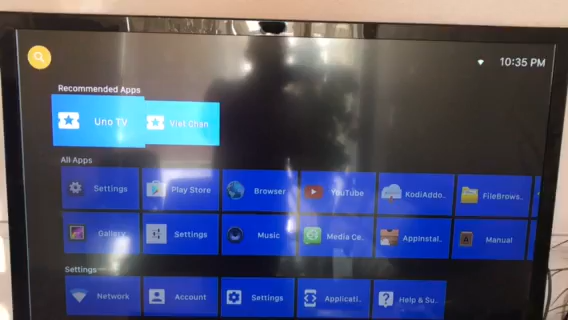 10:35 PM
Recommended Apps
Uno TV
Viet Chan
All Apps
Settings
Play Store
Browser
YouTube
KodiAddo..
FileBrows..
Gallery
Settings
Music
Media Ce..
AppInstal..
Manual
Settings
Network
Account
Settings
Applicati..
Help & Su..